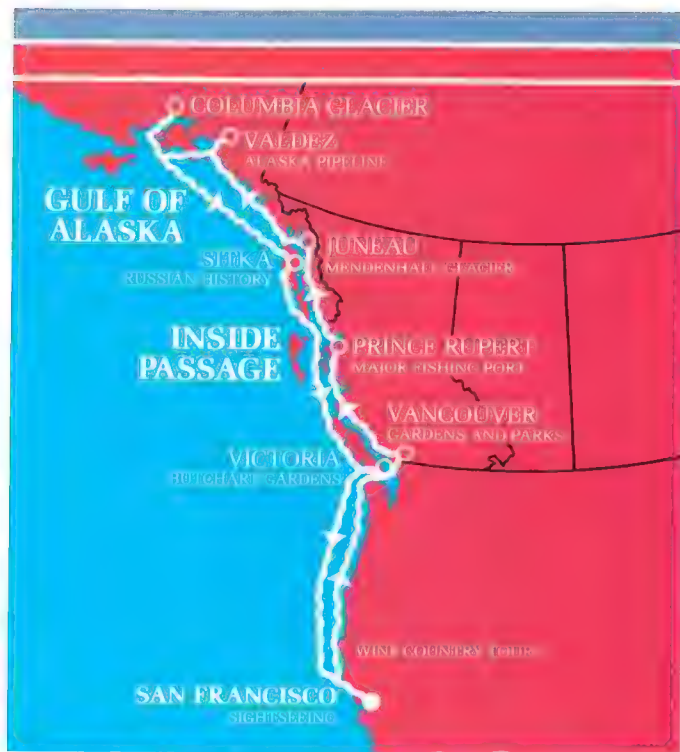 COLUMBIA GLACIER
VALDEZ
ALASKA PIPELINE
GULF OF
ALASKA
JUNEAU
MENDENHALL GLACIER
SITKA
RUSSIAN HISTORY
INSIDE
PASSAGE
PRINCE RUPERT
MAJOR FISHING PORT
VANCOUVER
GARDENS AND PARKS
VICTORIA
BUTCHART GARDENS
WINE COUNTRY
SAN FRANCISCO
SIGHTSEEING